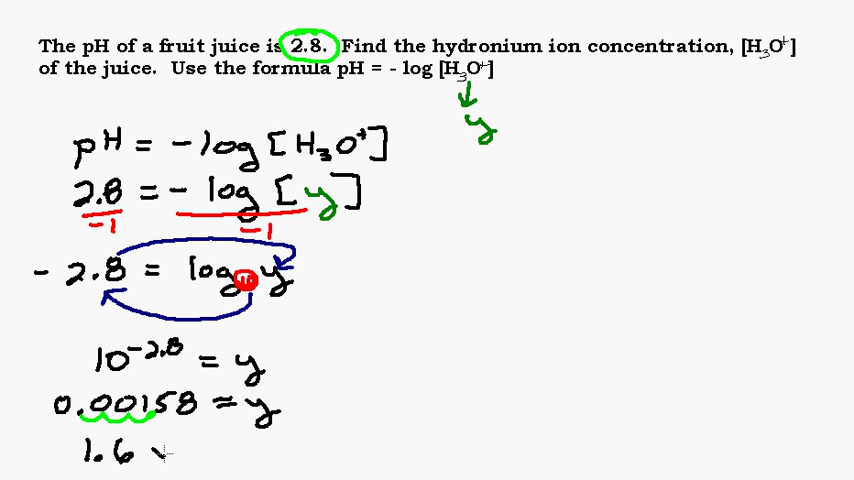 The pH of a fruit juice is 2.8. Find the hydronium ion concentration, [H₃O⁺]
of the juice. Use the formula pH = - log [H₃O⁺]
y
pH = - log [H₃O⁺]
2.8 = - log [y]
-1 -1
- 2.8 = log₁₀ y
10⁻²·⁸ = y
0.00158 = y
1.6